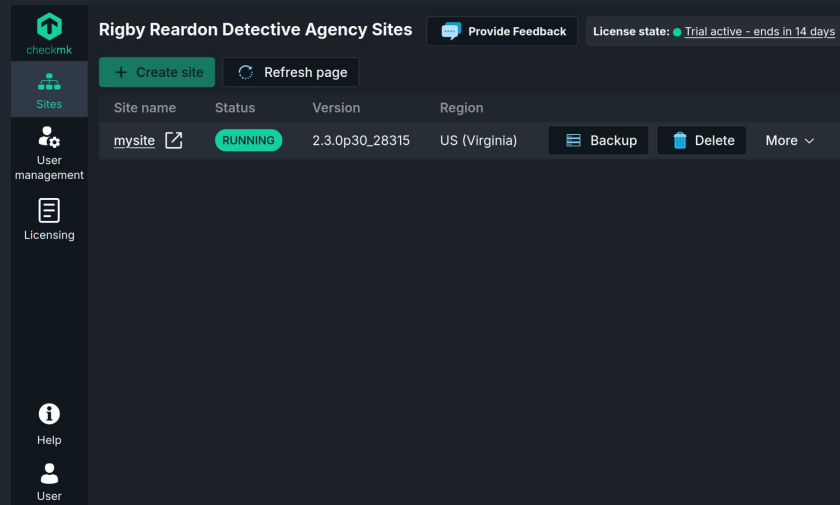 checkmk
Sites
User
management
Licensing
Help
User
Rigby Reardon Detective Agency Sites
Provide Feedback
License state: Trial active - ends in 14 days
+ Create site
Refresh page
Site name Status Version Region
mysite RUNNING 2.3.0p30_28315 US (Virginia) Backup Delete More